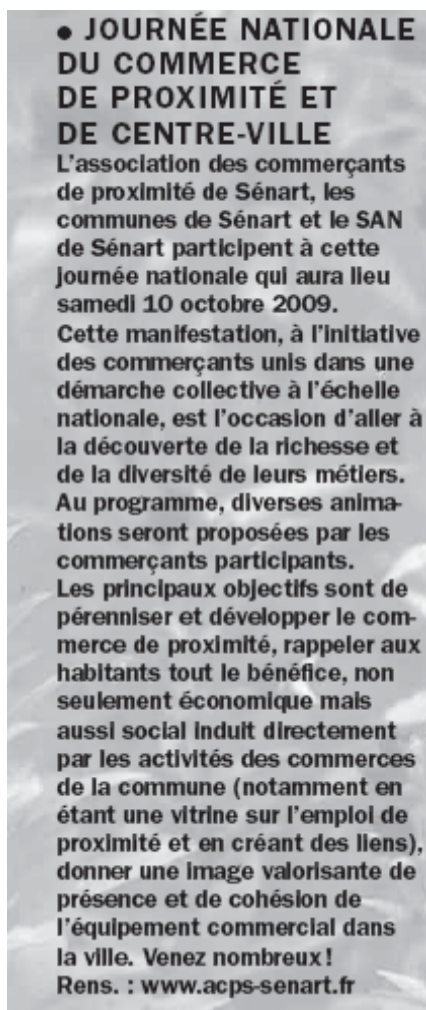 ● JOURNÉE NATIONALE
DU COMMERCE
DE PROXIMITÉ ET
DE CENTRE-VILLE
L'association des commerçants
de proximité de Sénart, les
communes de Sénart et le SAN
de Sénart participent à cette
journée nationale qui aura lieu
samedi 10 octobre 2009.
Cette manifestation, à l'initiative
des commerçants unis dans une
démarche collective à l'échelle
nationale, est l'occasion d'aller à
la découverte de la richesse et
de la diversité de leurs métiers.
Au programme, diverses anima-
tions seront proposées par les
commerçants participants.
Les principaux objectifs sont de
pérenniser et développer le com-
merce de proximité, rappeler aux
habitants tout le bénéfice, non
seulement économique mais
aussi social induit directement
par les activités des commerces
de la commune (notamment en
étant une vitrine sur l'emploi de
proximité et en créant des liens),
donner une image valorisante de
présence et de cohésion de
l'équipement commercial dans
la ville. Venez nombreux !
Rens. : www.acps-senart.fr